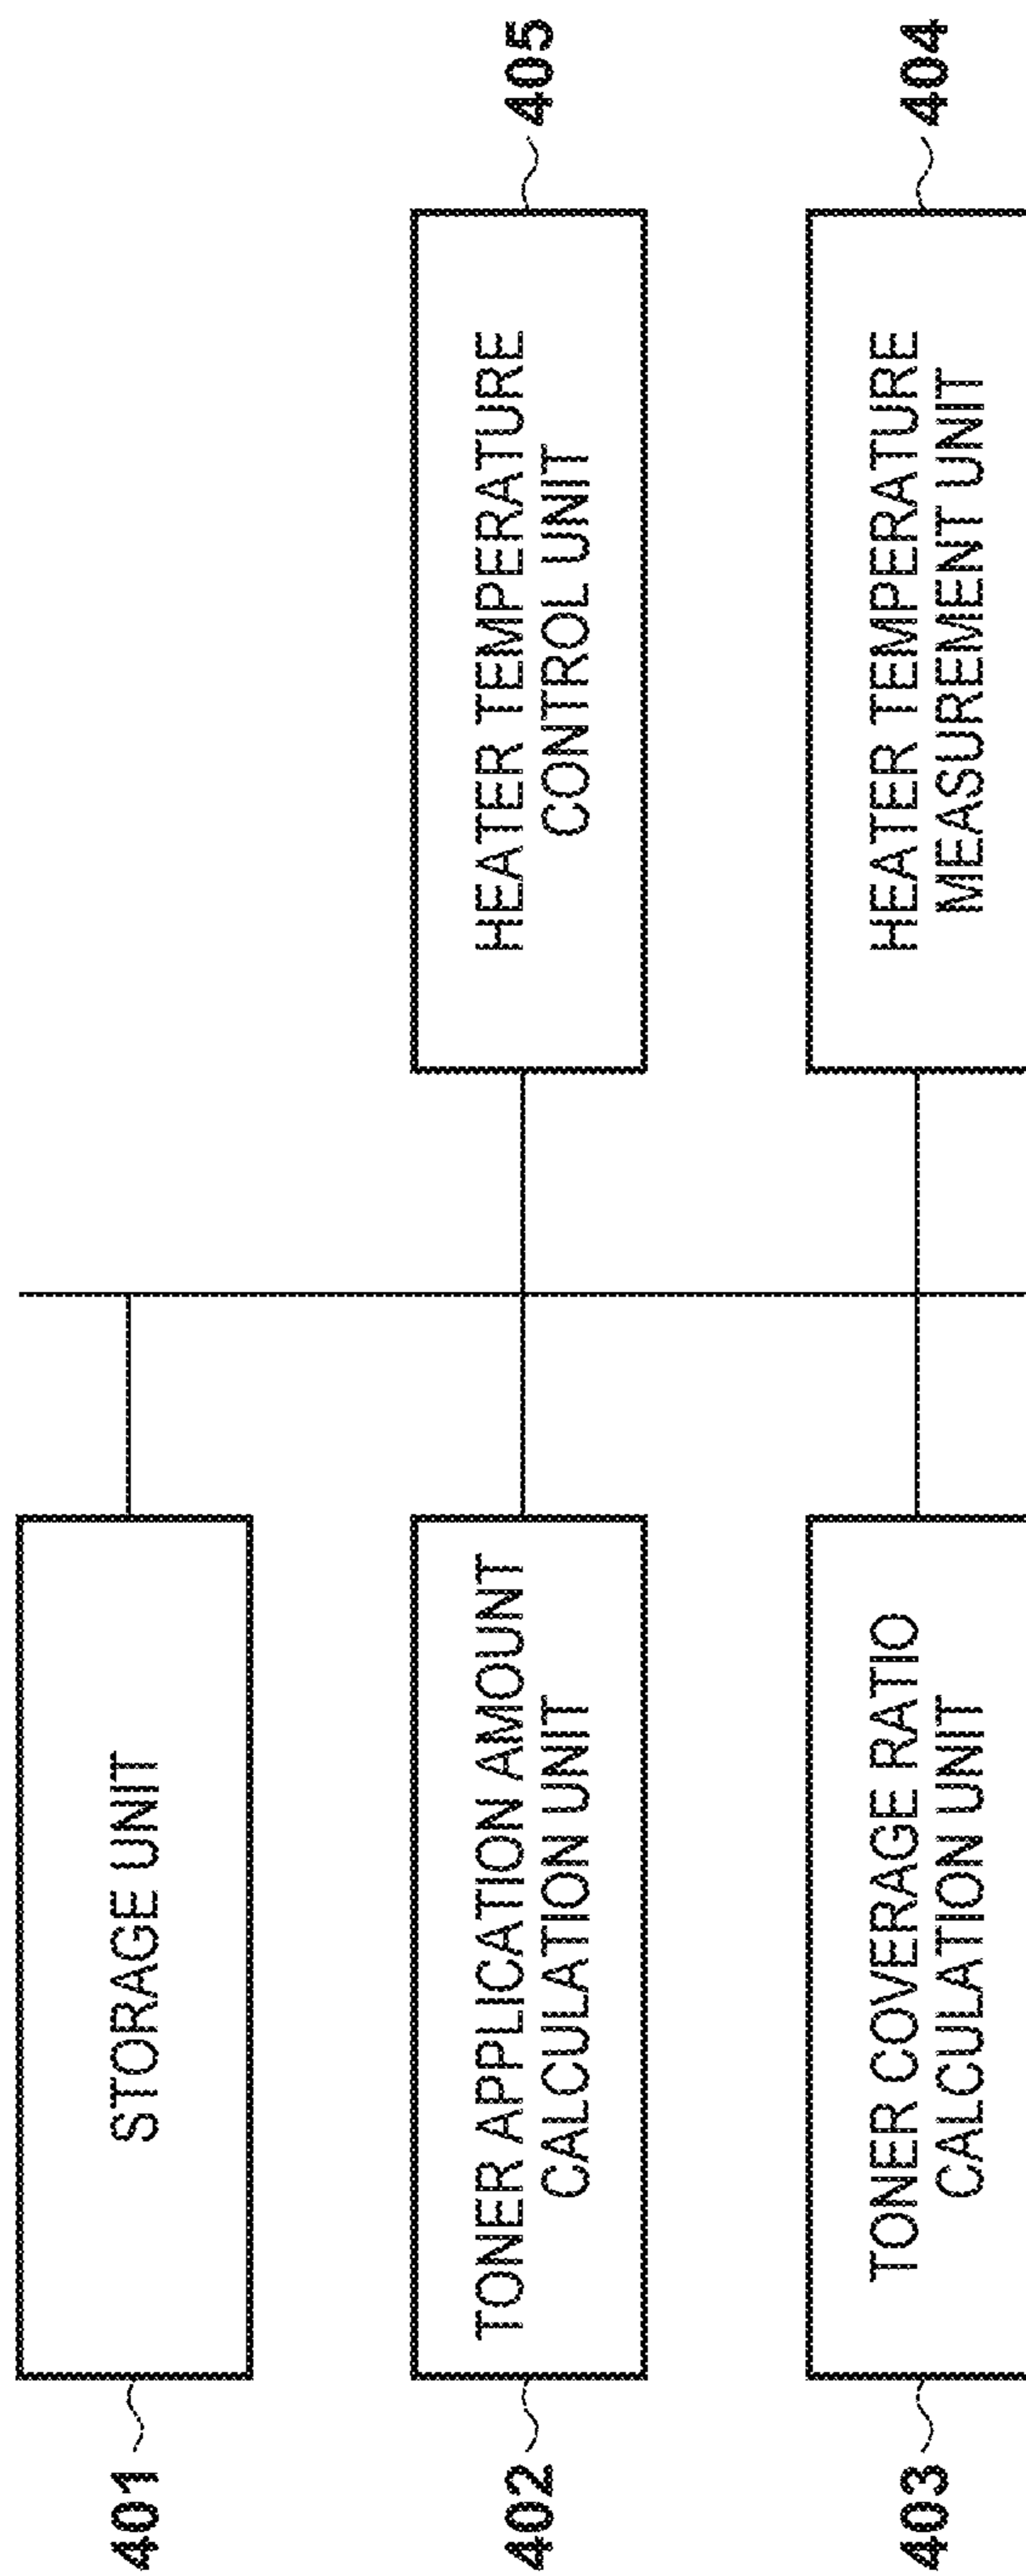 401
STORAGE UNIT
402
TONER APPLICATION AMOUNT
CALCULATION UNIT
HEATER TEMPERATURE
CONTROL UNIT
405
403
TONER COVERAGE RATIO
CALCULATION UNIT
HEATER TEMPERATURE
MEASUREMENT UNIT
404